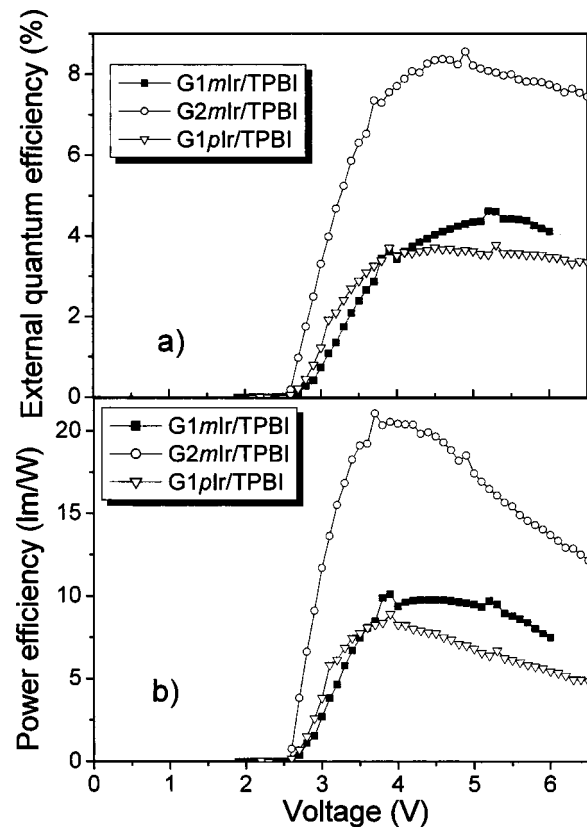 External quantum efficiency (%)
8
6
4
2
0
G1mIr/TPBI
G2mIr/TPBI
G1pIr/TPBI
a)
Power efficiency (lm/W)
20
15
10
5
0
G1mIr/TPBI
G2mIr/TPBI
G1pIr/TPBI
b)
0 1 2 3 4 5 6
Voltage (V)